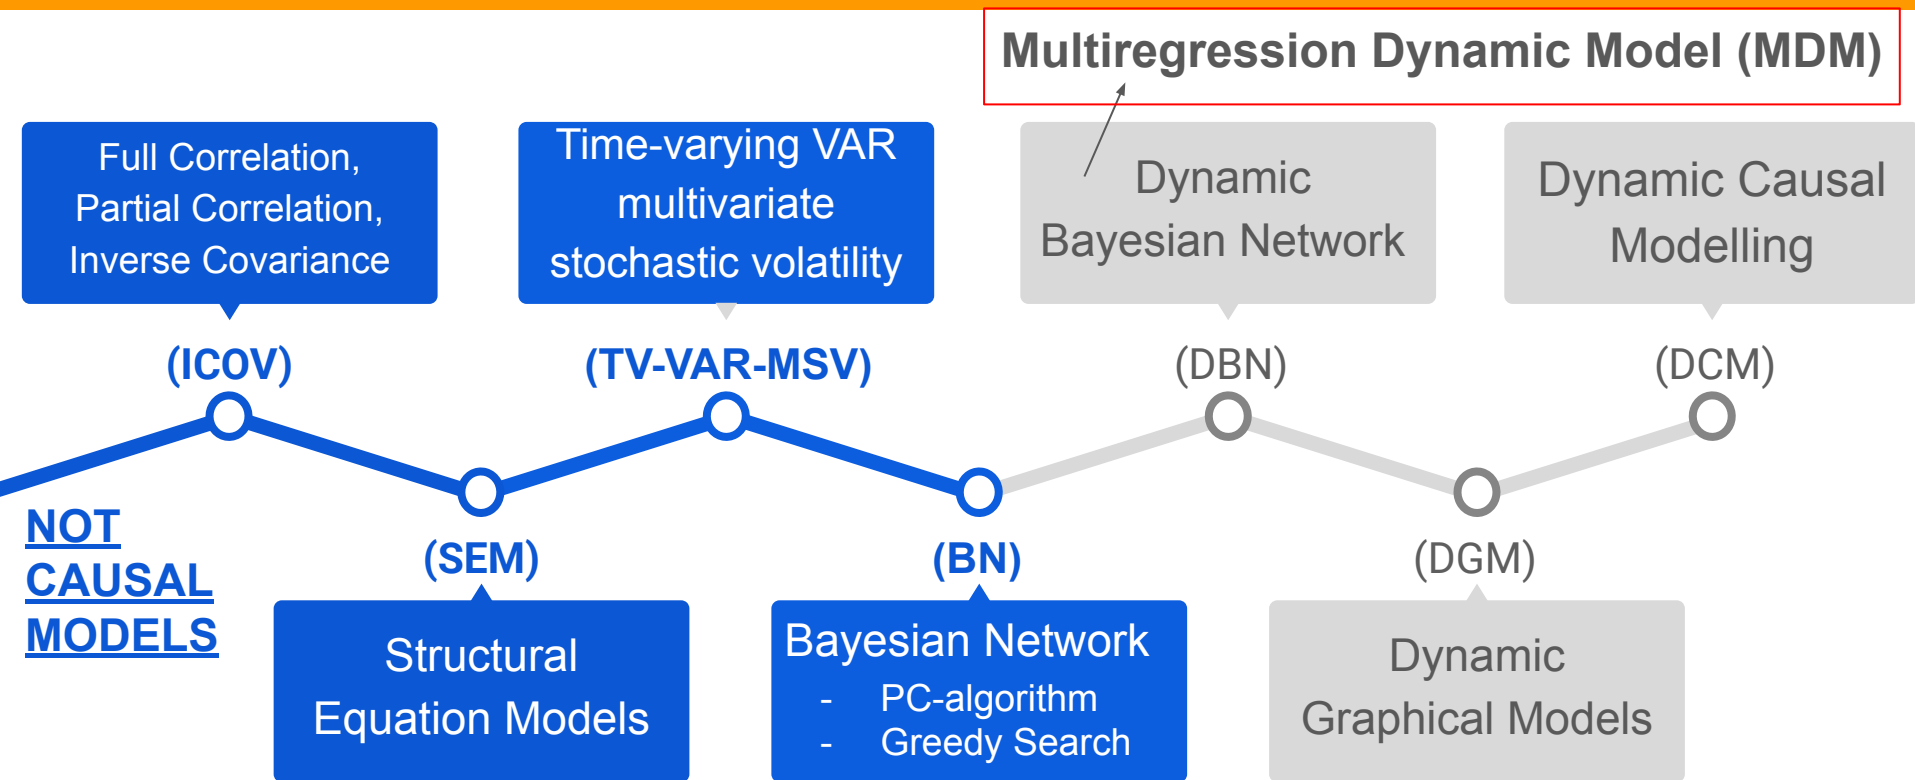 Multiregression Dynamic Model (MDM)
Full Correlation,
Partial Correlation,
Inverse Covariance
Time-varying VAR
multivariate
stochastic volatility
Dynamic
Bayesian Network
Dynamic Causal
Modelling
(ICOV)
(TV-VAR-MSV)
(DBN)
(DCM)
NOT
CAUSAL
MODELS
(SEM)
(BN)
(DGM)
Structural
Equation Models
Bayesian Network
- PC-algorithm
- Greedy Search
Dynamic
Graphical Models